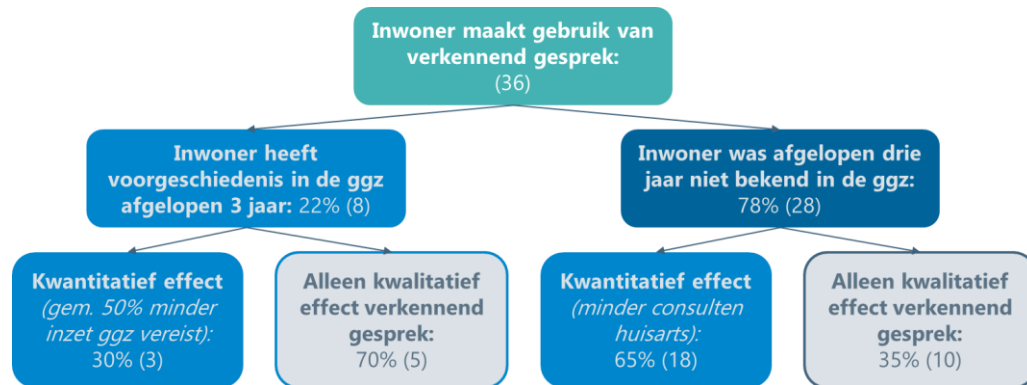 Inwoner maakt gebruik van
verkennend gesprek:
(36)
Inwoner heeft
voorgeschiedenis in de ggz
afgelopen 3 jaar: 22% (8)
Inwoner was afgelopen drie
jaar niet bekend in de ggz:
78% (28)
Kwantitatief effect
(gem. 50% minder
inzet ggz vereist):
30% (3)
Alleen kwalitatief
effect verkennend
gesprek:
70% (5)
Kwantitatief effect
(minder consulten
huisarts):
65% (18)
Alleen kwalitatief
effect verkennend
gesprek:
35% (10)